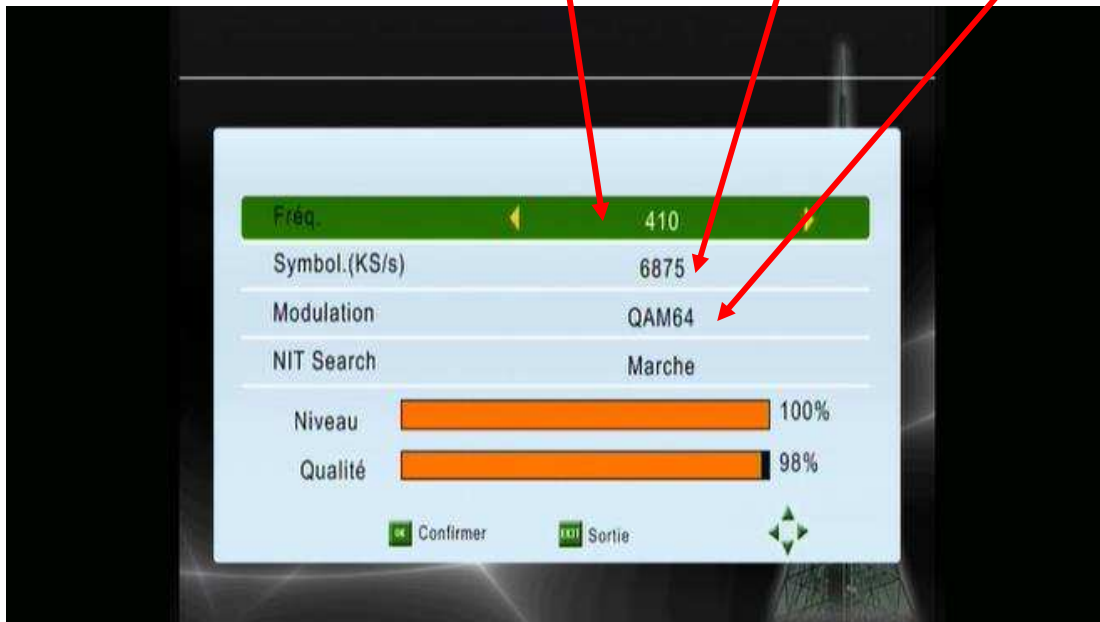 Fréq. 410
Symbol.(KS/s) 6875
Modulation QAM64
NIT Search Marche
Niveau 100%
Qualité 98%
OK Confirmer EXIT Sortie